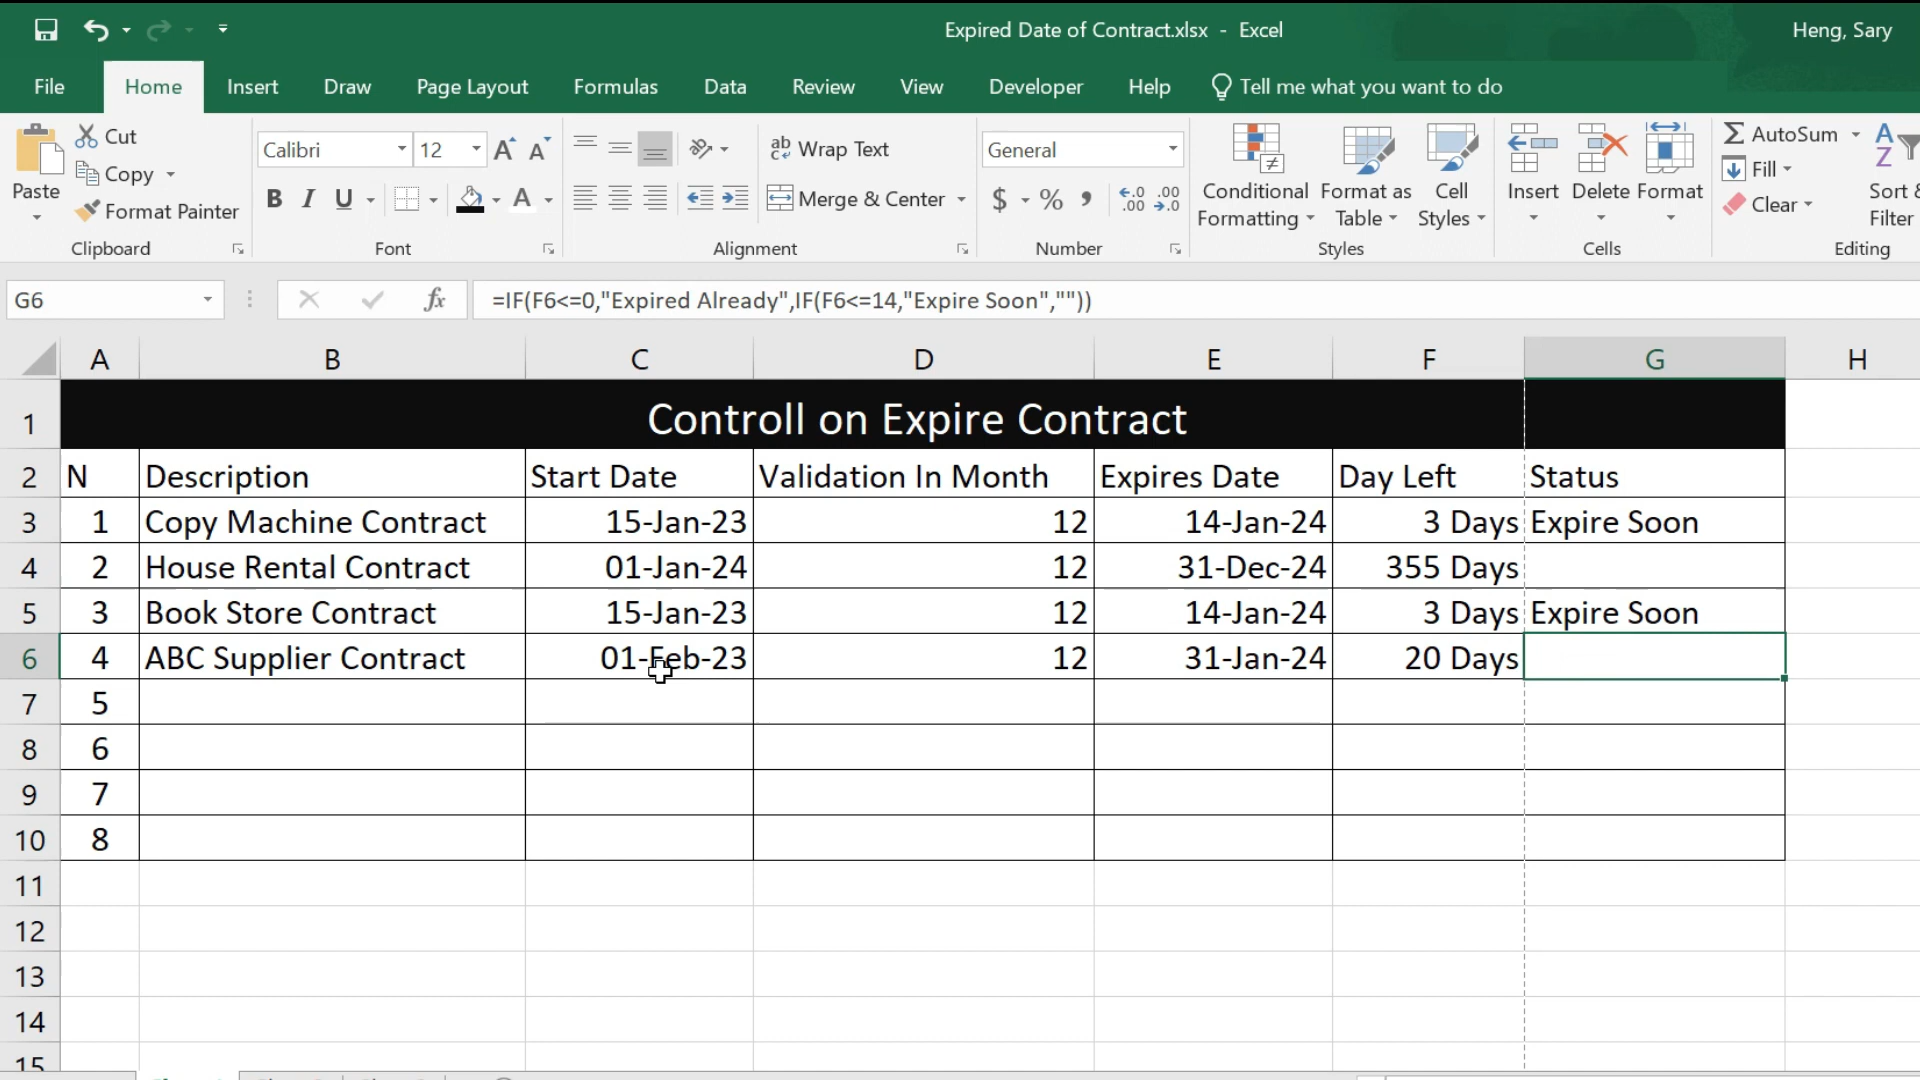 Expired Date of Contract.xlsx - Excel
Heng, Sary
File Home Insert Draw Page Layout Formulas Data Review View Developer Help Tell me what you want to do
Paste
Cut
Copy
Format Painter
Clipboard
Calibri 12
B I U
Font
Wrap Text
Merge & Center
Alignment
General
$ % ,
Number
Conditional Formatting
Format as Table
Cell Styles
Styles
Insert Delete Format
Cells
AutoSum
Fill
Clear
Sort &
Filter
Editing
G6 fx =IF(F6<=0,"Expired Already",IF(F6<=14,"Expire Soon",""))
A B C D E F G H
1 Controll on Expire Contract
2 N Description Start Date Validation In Month Expires Date Day Left Status
3 1 Copy Machine Contract 15-Jan-23 12 14-Jan-24 3 Days Expire Soon
4 2 House Rental Contract 01-Jan-24 12 31-Dec-24 355 Days
5 3 Book Store Contract 15-Jan-23 12 14-Jan-24 3 Days Expire Soon
6 4 ABC Supplier Contract 01-Feb-23 12 31-Jan-24 20 Days
7 5
8 6
9 7
10 8
11
12
13
14
15